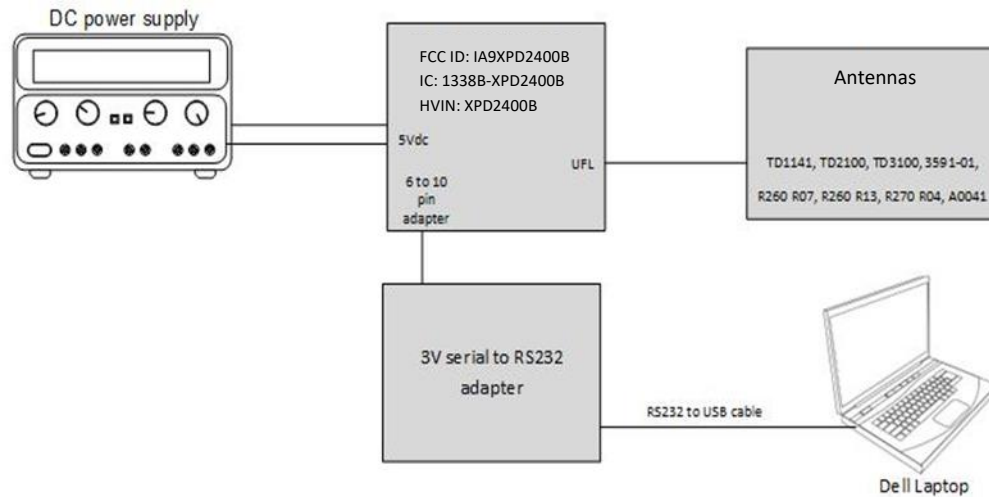 DC power supply
FCC ID: IA9XPD2400B
IC: 1338B-XPD2400B
HVIN: XPD2400B
5Vdc
UFL
6 to 10
pin
adapter
Antennas
TD1141, TD2100, TD3100, 3591-01,
R260 R07, R260 R13, R270 R04, A0041
3V serial to RS232
adapter
RS232 to USB cable
Dell Laptop